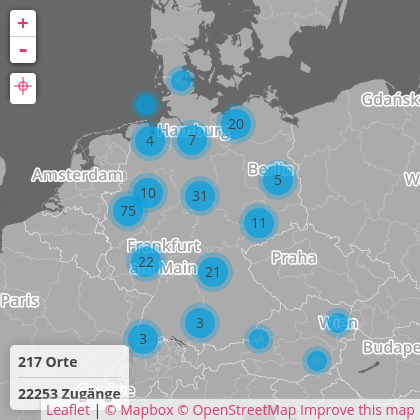 +
-
Gdańsk
20
Hamburg
4
7
Berlin
5
Amsterdam
W
10
31
75
11
Frankfurt
am Main
22
21
Praha
Paris
3
3
Wien
Budape
217 Orte
22253 Zugänge
Leaflet | © Mapbox © OpenStreetMap Improve this map